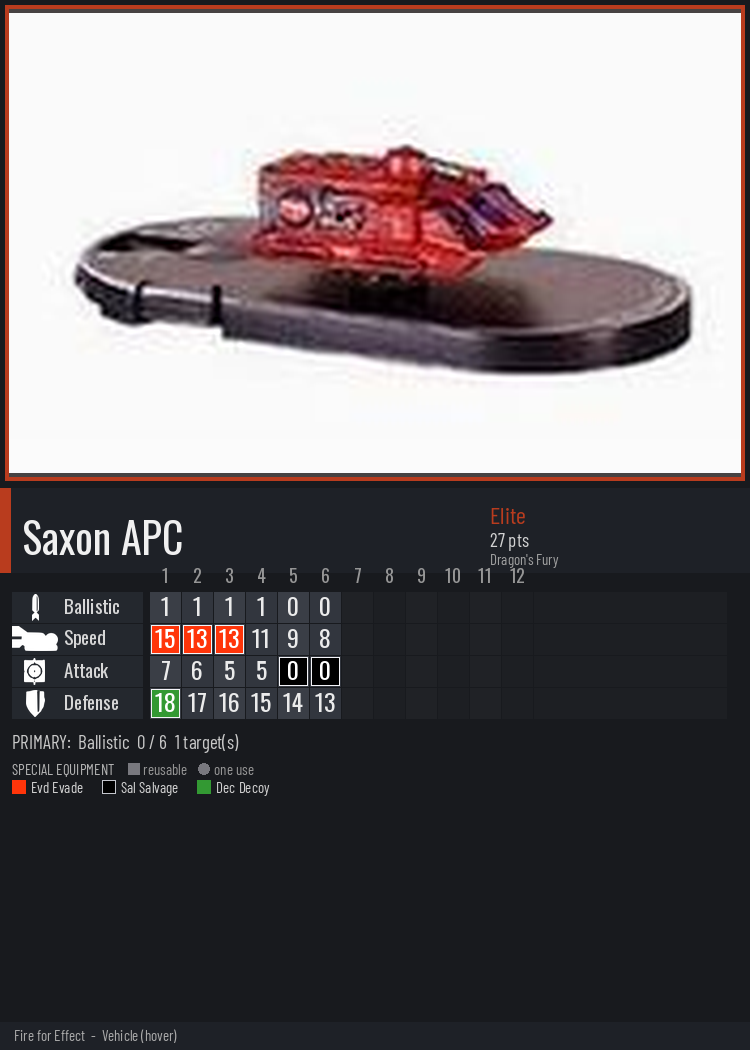 Saxon APC
Elite
27 pts
Dragon's Fury
1 2 3 4 5 6 7 8 9 10 11 12
Ballistic 1 1 1 1 0 0
Speed 15 13 13 11 9 8
Attack 7 6 5 5 0 0
Defense 18 17 16 15 14 13
PRIMARY: Ballistic 0 / 6 1 target(s)
SPECIAL EQUIPMENT reusable one use
Evd Evade Sal Salvage Dec Decoy
Fire for Effect - Vehicle (hover)